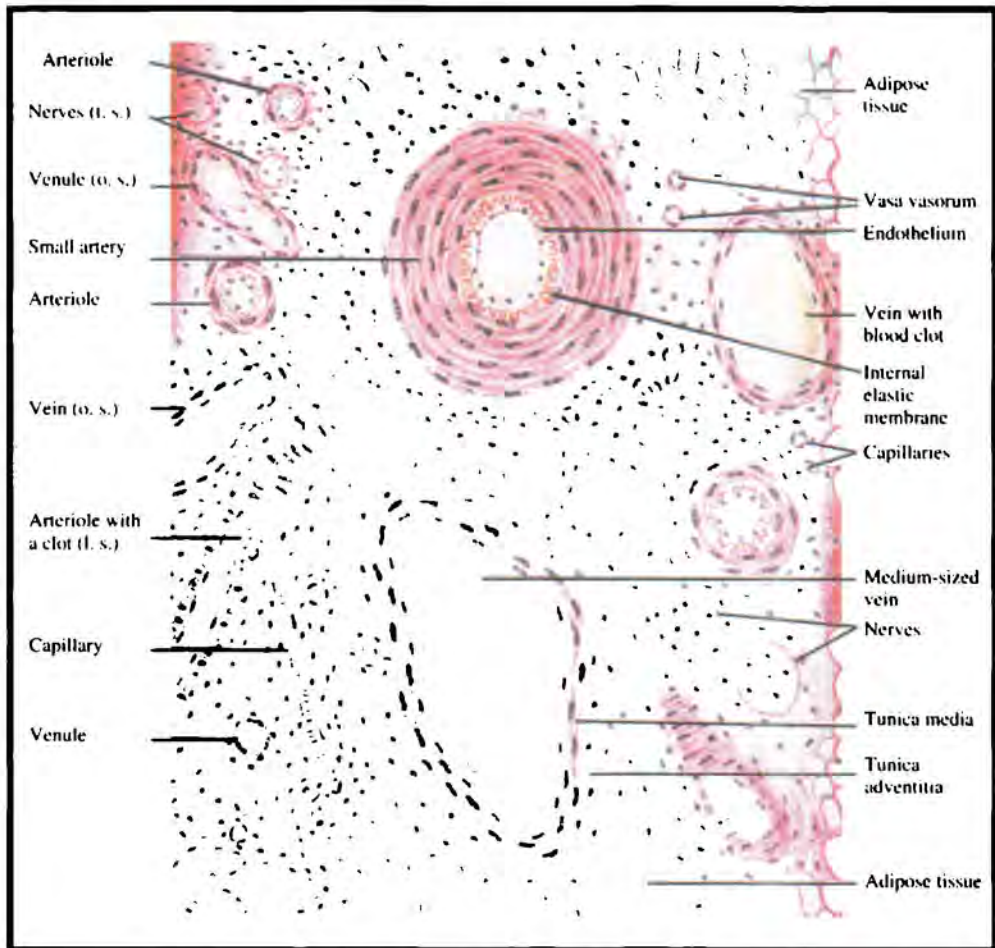 Arteriole
Nerves (t. s.)
Venule (o. s.)
Small artery
Arteriole
Vein (o. s.)
Arteriole with
a clot (l. s.)
Capillary
Venule
Adipose
tissue
Vasa vasorum
Endothelium
Vein with
blood clot
Internal
elastic
membrane
Capillaries
Medium-sized
vein
Nerves
Tunica media
Tunica
adventitia
Adipose tissue